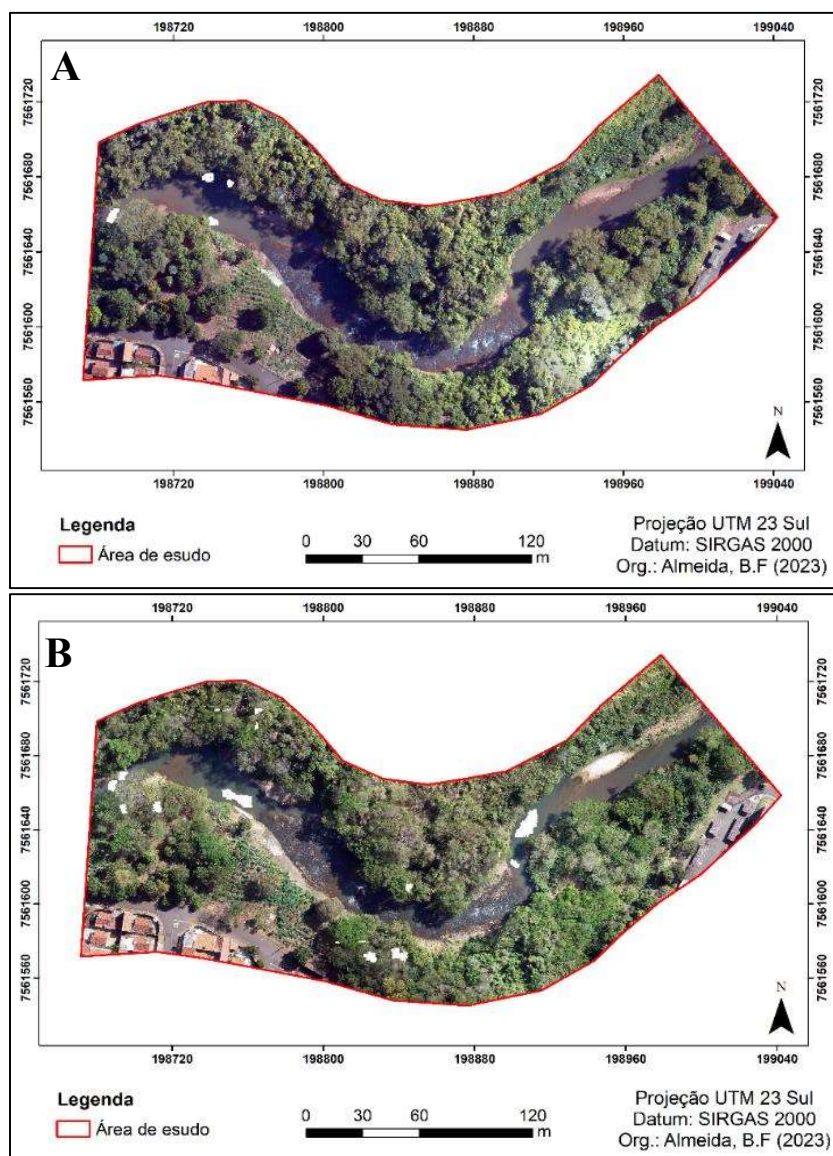 A
198720 198800 198880 198960 199040
7561720 7561720
7561680 7561680
7561640 7561640
7561600 7561600
7561560 7561560
N
198720 198800 198880 198960 199040
Legenda
Área de esudo
0 30 60 120
m
Projeção UTM 23 Sul
Datum: SIRGAS 2000
Org.: Almeida, B.F (2023)
B
198720 198800 198880 198960 199040
7561720 7561720
7561680 7561680
7561640 7561640
7561600 7561600
7561560 7561560
N
198720 198800 198880 198960 199040
Legenda
Área de esudo
0 30 60 120
m
Projeção UTM 23 Sul
Datum: SIRGAS 2000
Org.: Almeida, B.F (2023)